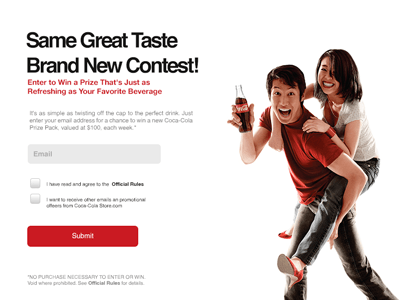 Same Great Taste
Brand New Contest!
Enter to Win a Prize That's Just as
Refreshing as Your Favorite Beverage
It's as simple as twisting off the cap to the perfect drink. Just
enter your email address for a chance to win a new Coca-Cola
Prize Pack, valued at $100, each week.*
Email
I have read and agree to the Official Rules
I want to receive other emails an promotional
offeers from Coca-Cola Store.com
Submit
*NO PURCHASE NECESSARY TO ENTER OR WIN.
Void where prohibited. See Official Rules for details.